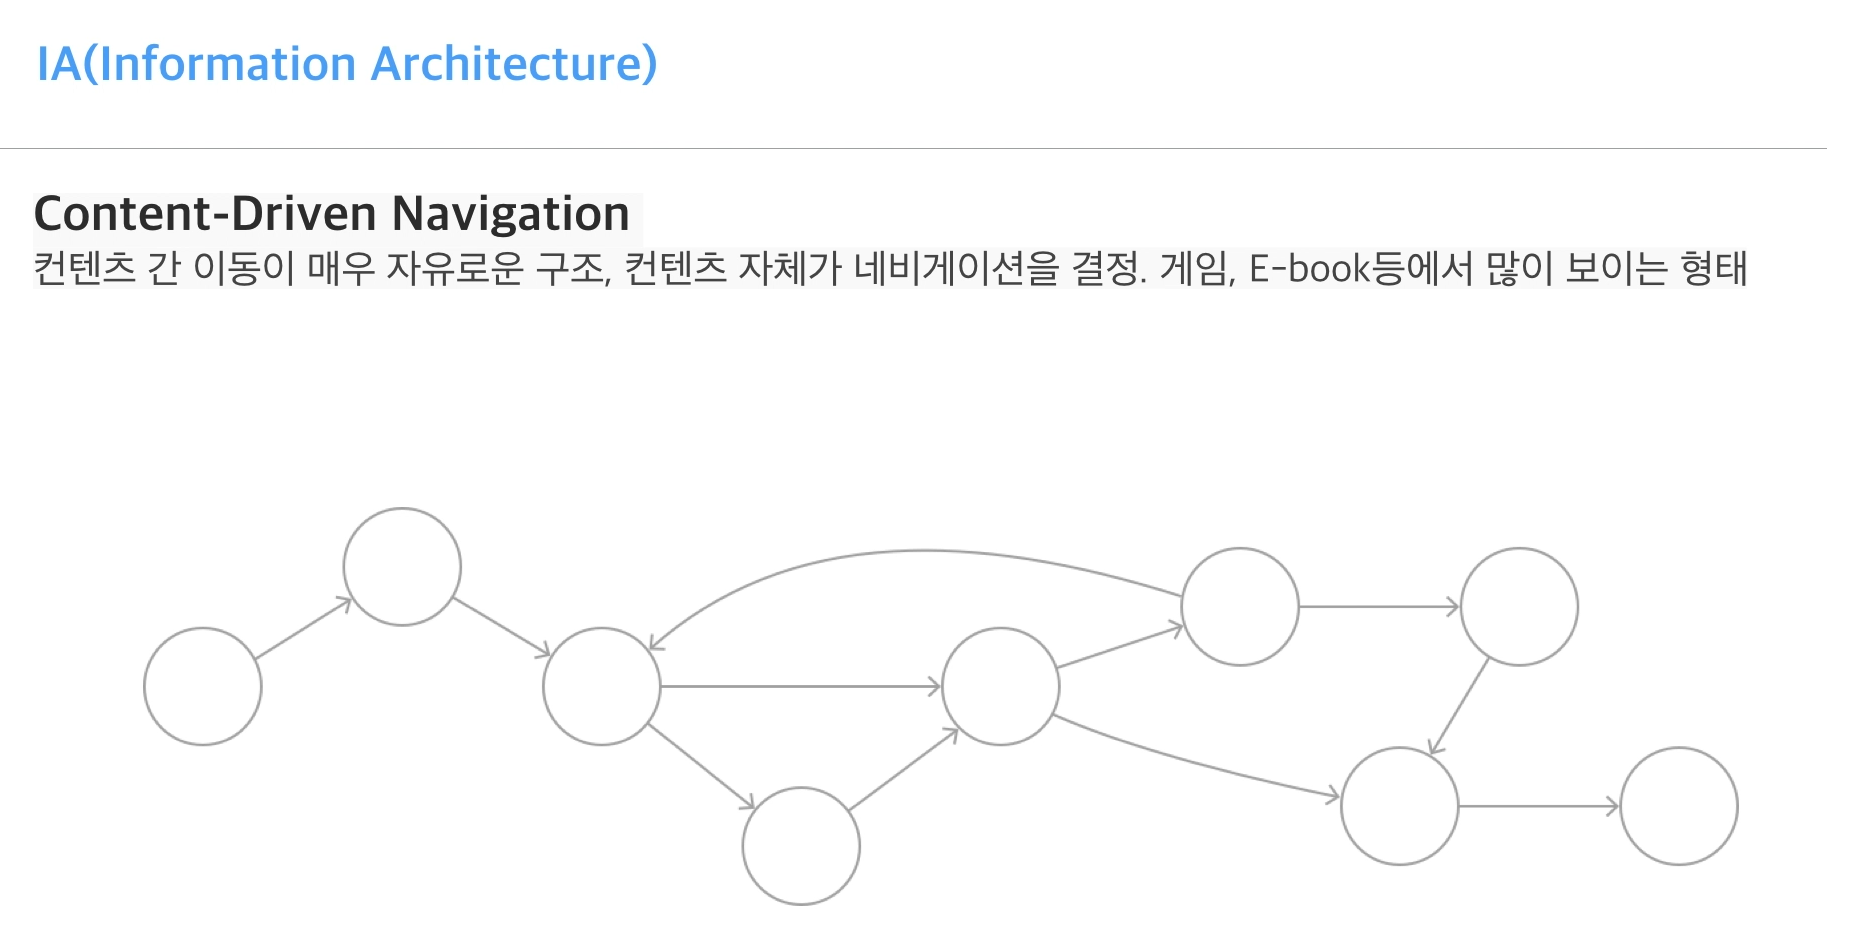 IA(Information Architecture)
Content-Driven Navigation
컨텐츠 간 이동이 매우 자유로운 구조, 컨텐츠 자체가 네비게이션을 결정. 게임, E-book등에서 많이 보이는 형태